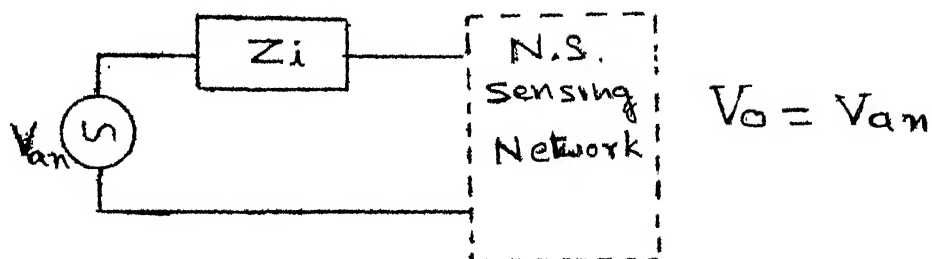 Zi
N.S.
Sensing
Network
Van
Vo = Van